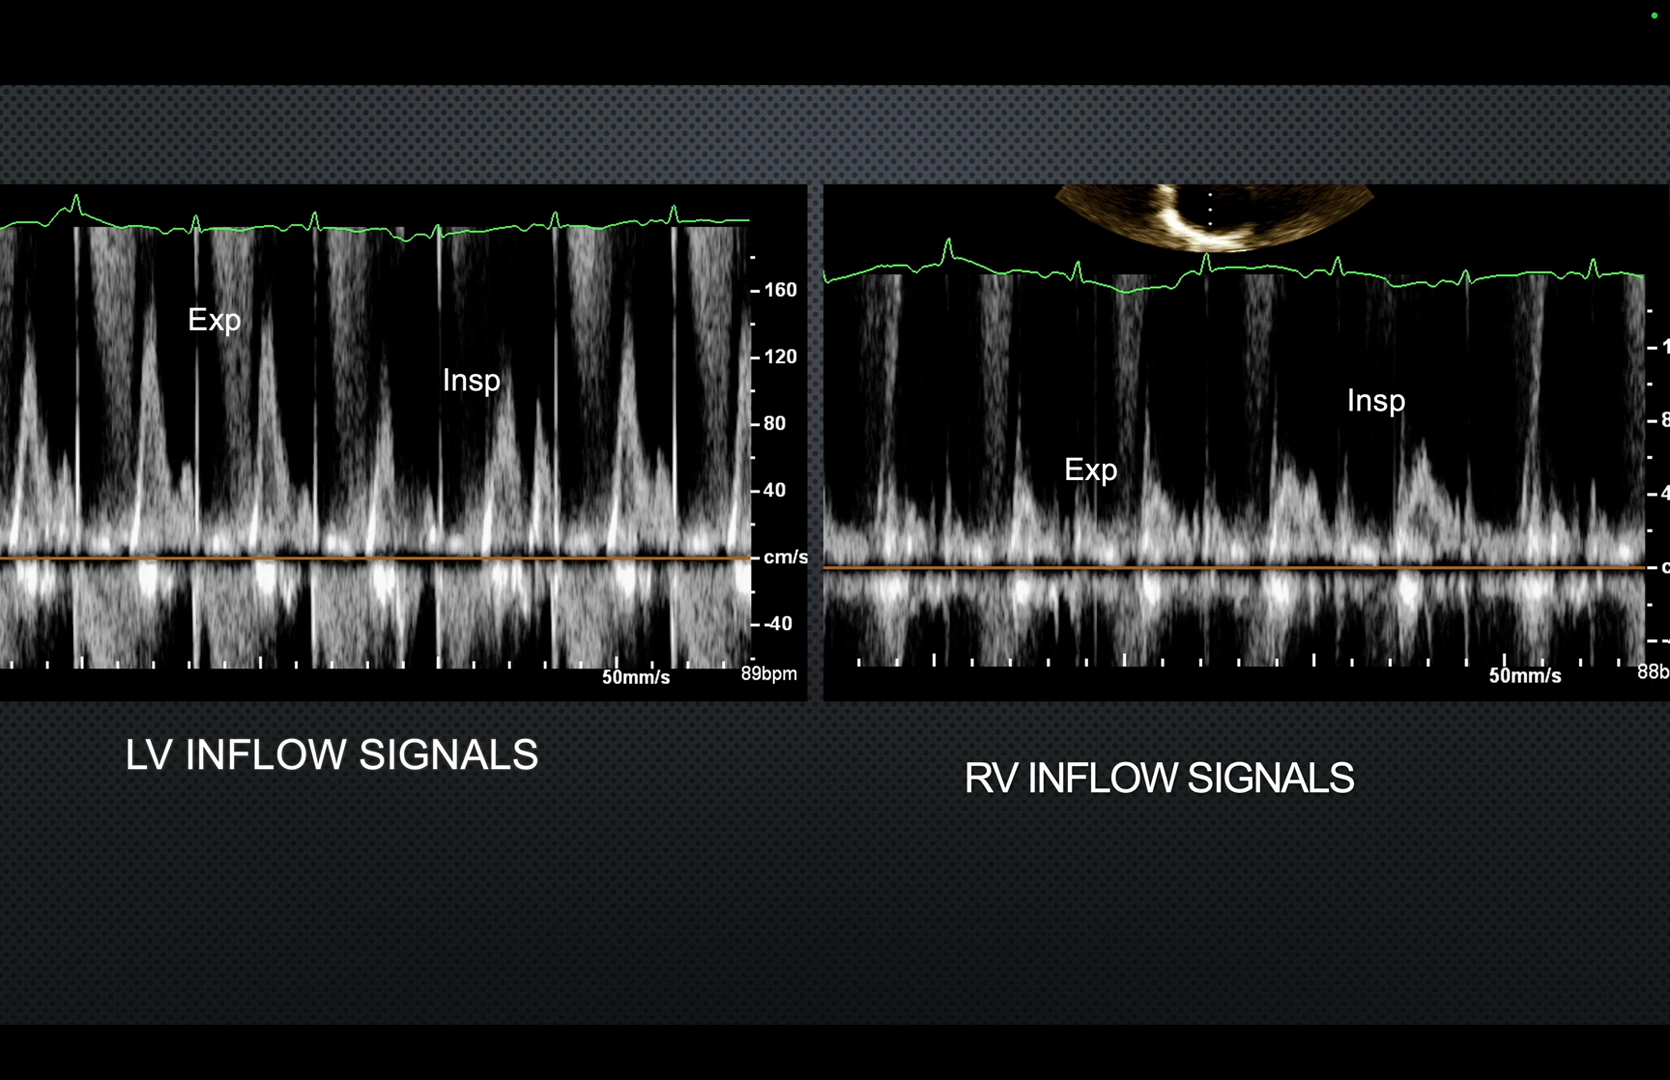 160
Exp
120
Insp
80
40
cm/s
-40
50mm/s
89bpm
LV INFLOW SIGNALS
Insp
Exp
50mm/s
RV INFLOW SIGNALS